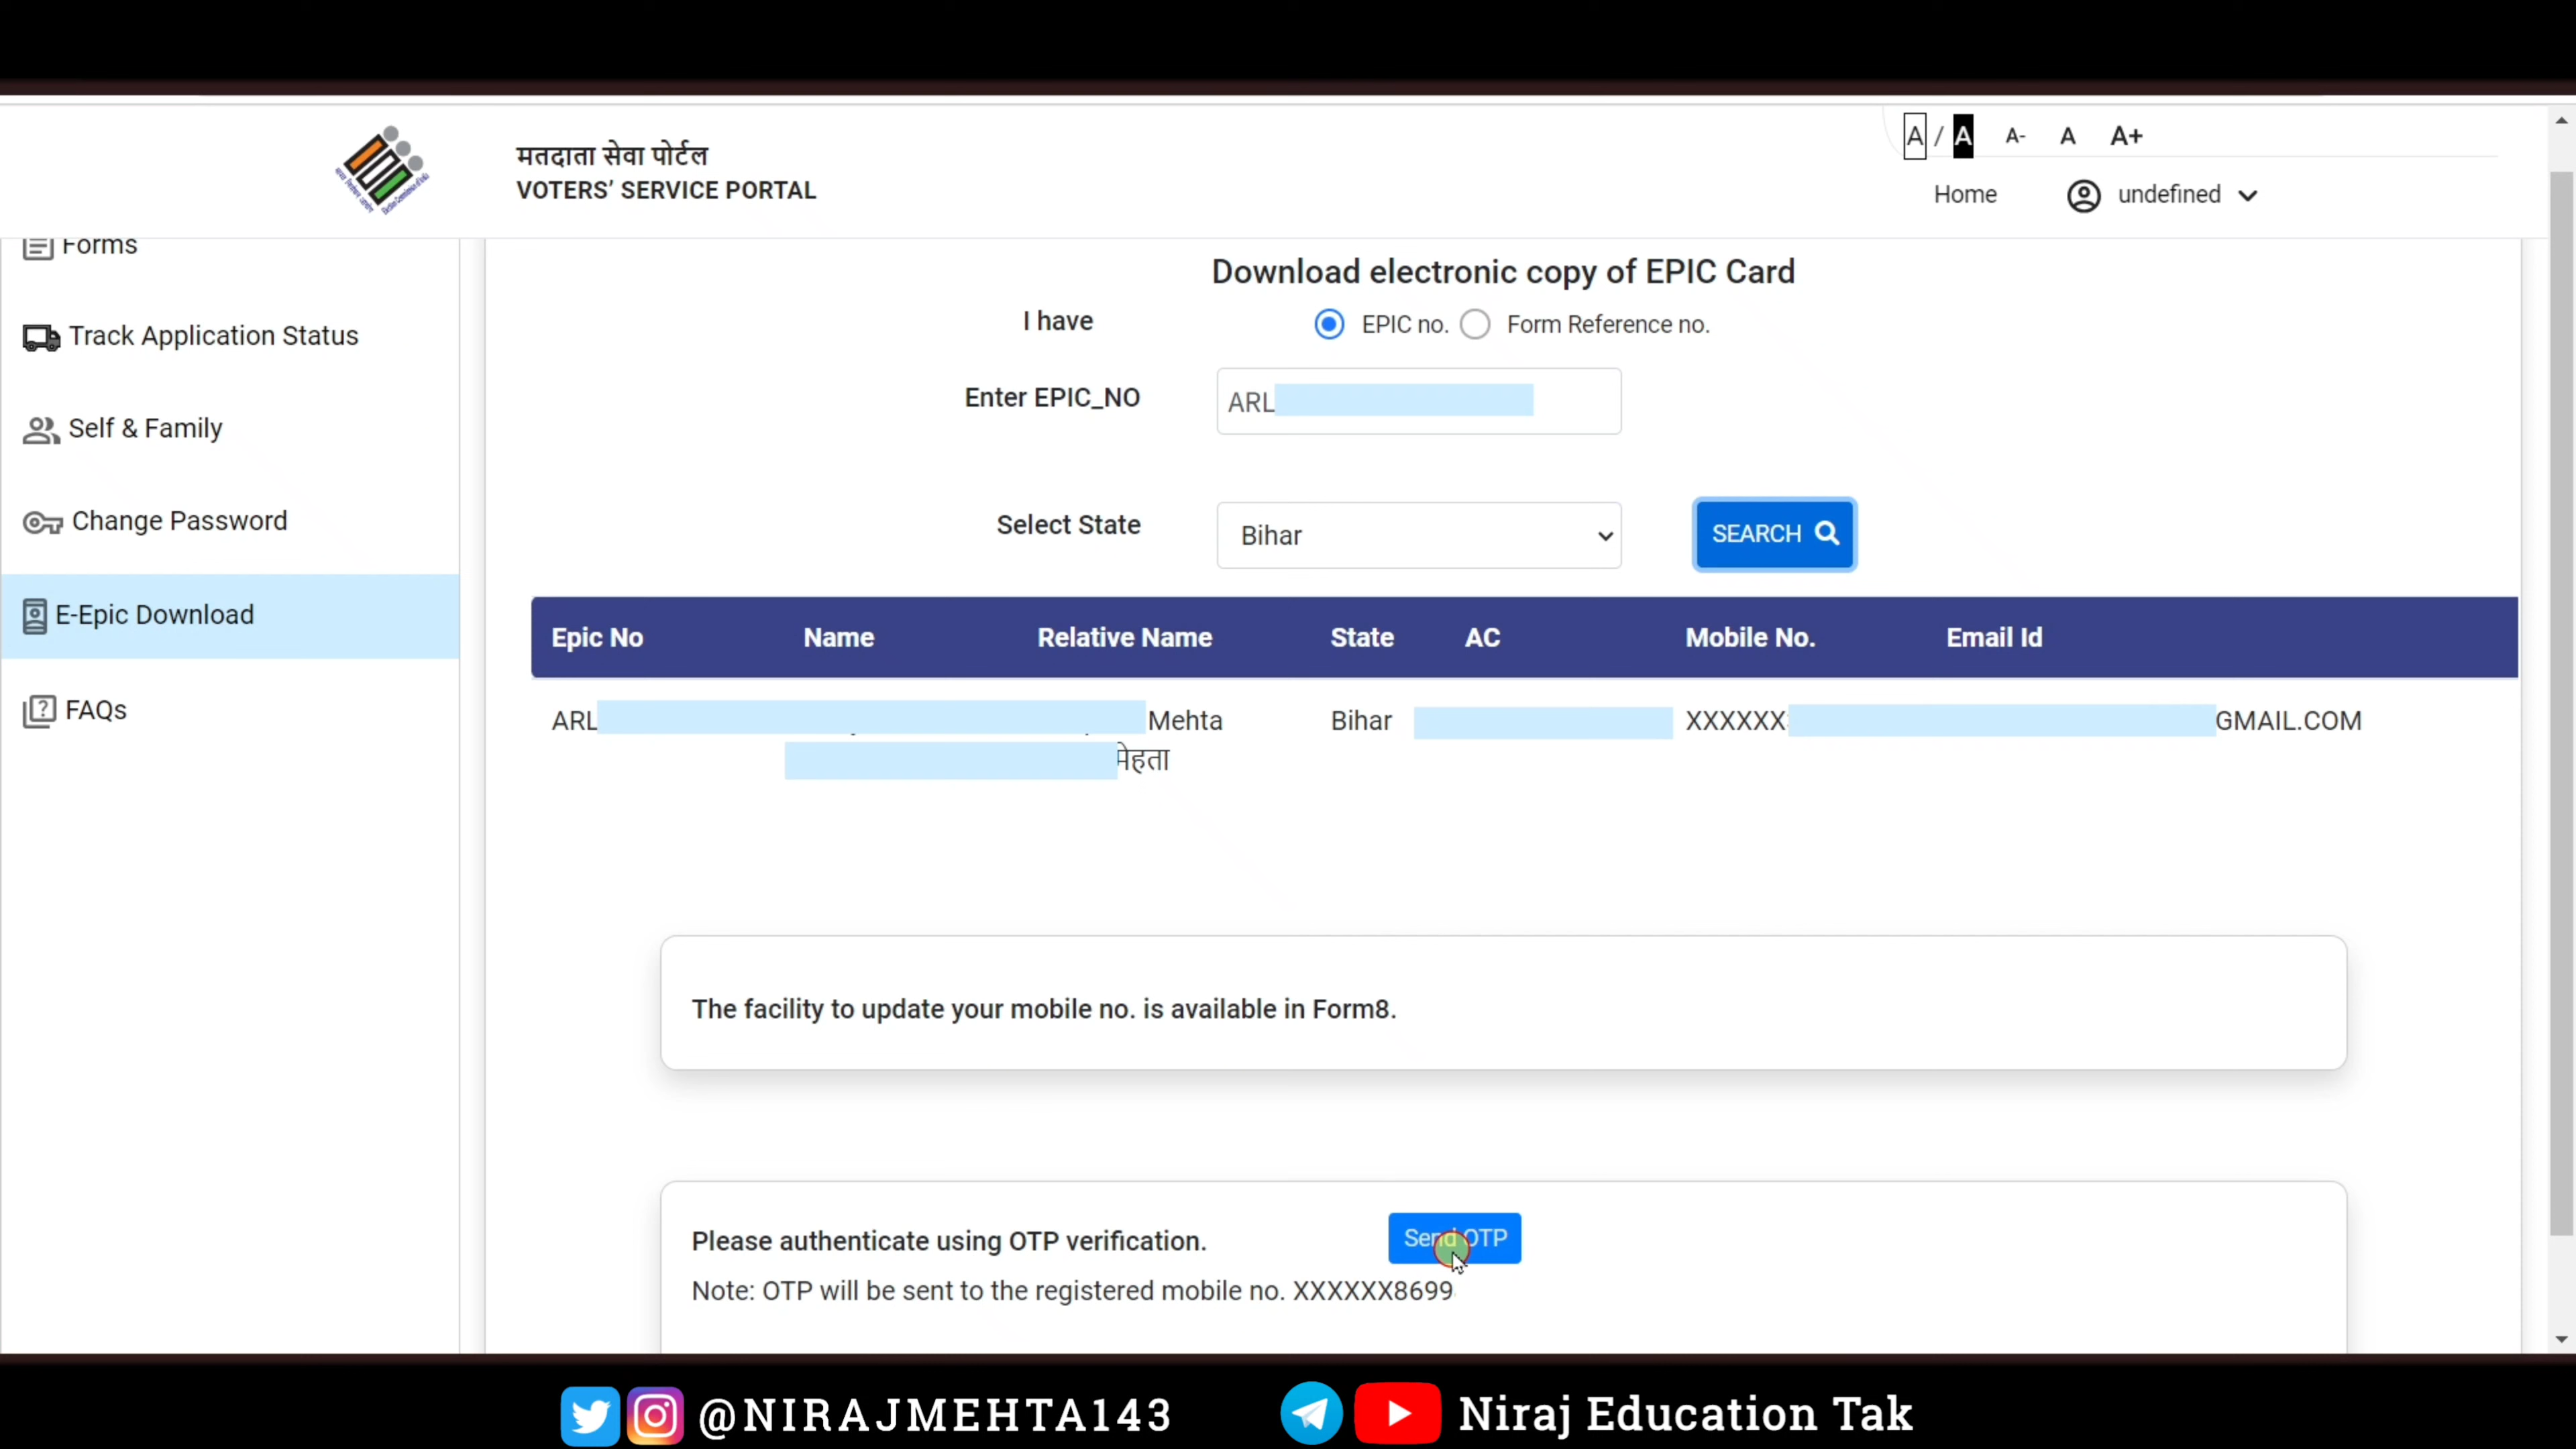 मतदाता सेवा पोर्टल
VOTERS’ SERVICE PORTAL
A / A A- A A+
Home undefined
Forms
Track Application Status
Self & Family
Change Password
E-Epic Download
FAQs
Download electronic copy of EPIC Card
I have EPIC no. Form Reference no.
Enter EPIC_NO ARL
Select State Bihar SEARCH
Epic No Name Relative Name State AC Mobile No. Email Id
ARL Mehta Bihar XXXXXX GMAIL.COM
मेहता
The facility to update your mobile no. is available in Form8.
Please authenticate using OTP verification. Send OTP
Note: OTP will be sent to the registered mobile no. XXXXXX8699
@NIRAJMEHTA143 Niraj Education Tak